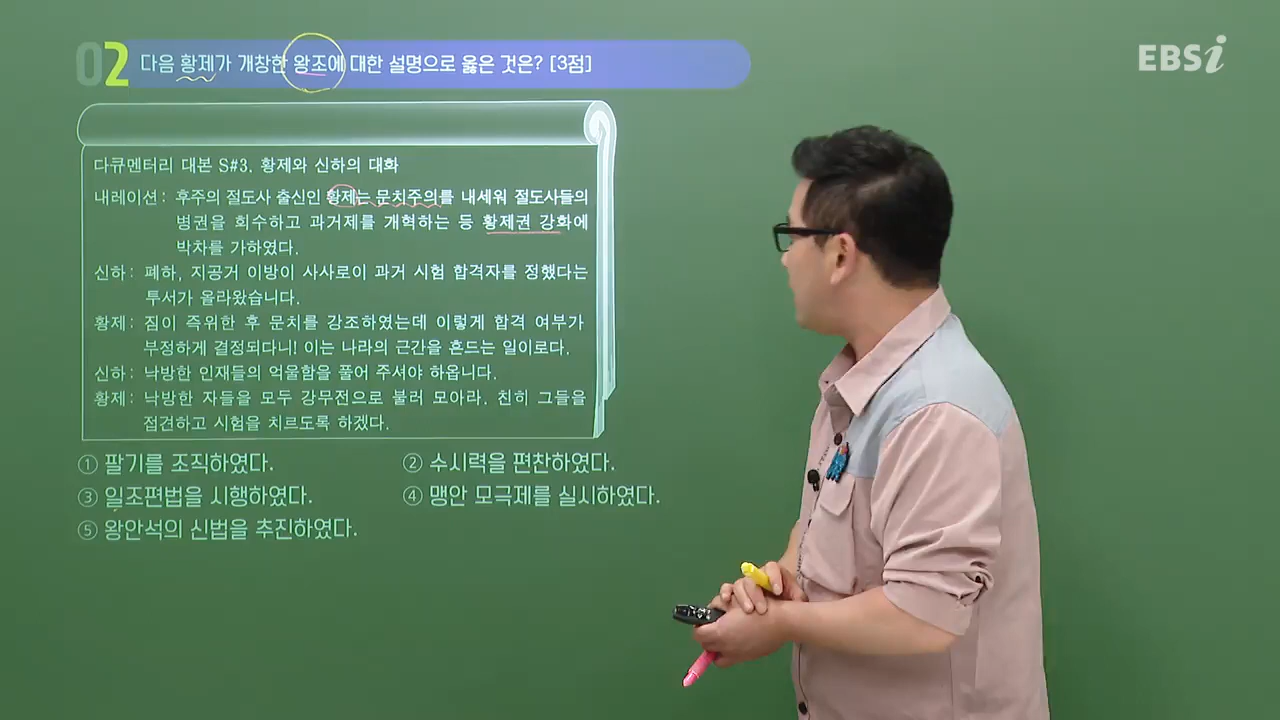 02 다음 황제가 개창한 왕조에 대한 설명으로 옳은 것은? [3점]
EBSi
다큐멘터리 대본 S#3. 황제와 신하의 대화
내레이션: 후주의 절도사 출신인 황제는 문치주의를 내세워 절도사들의
병권을 회수하고 과거제를 개혁하는 등 황제권 강화에
박차를 가하였다.
신하: 폐하, 지공거 이방이 사사로이 과거 시험 합격자를 정했다는
투서가 올라왔습니다.
황제: 짐이 즉위한 후 문치를 강조하였는데 이렇게 합격 여부가
부정하게 결정되다니! 이는 나라의 근간을 흔드는 일이로다.
신하: 낙방한 인재들의 억울함을 풀어 주셔야 하옵니다.
황제: 낙방한 자들을 모두 강무전으로 불러 모아라. 친히 그들을
접견하고 시험을 치르도록 하겠다.
① 팔기를 조직하였다. ② 수시력을 편찬하였다.
③ 일조편법을 시행하였다. ④ 맹안 모극제를 실시하였다.
⑤ 왕안석의 신법을 추진하였다.